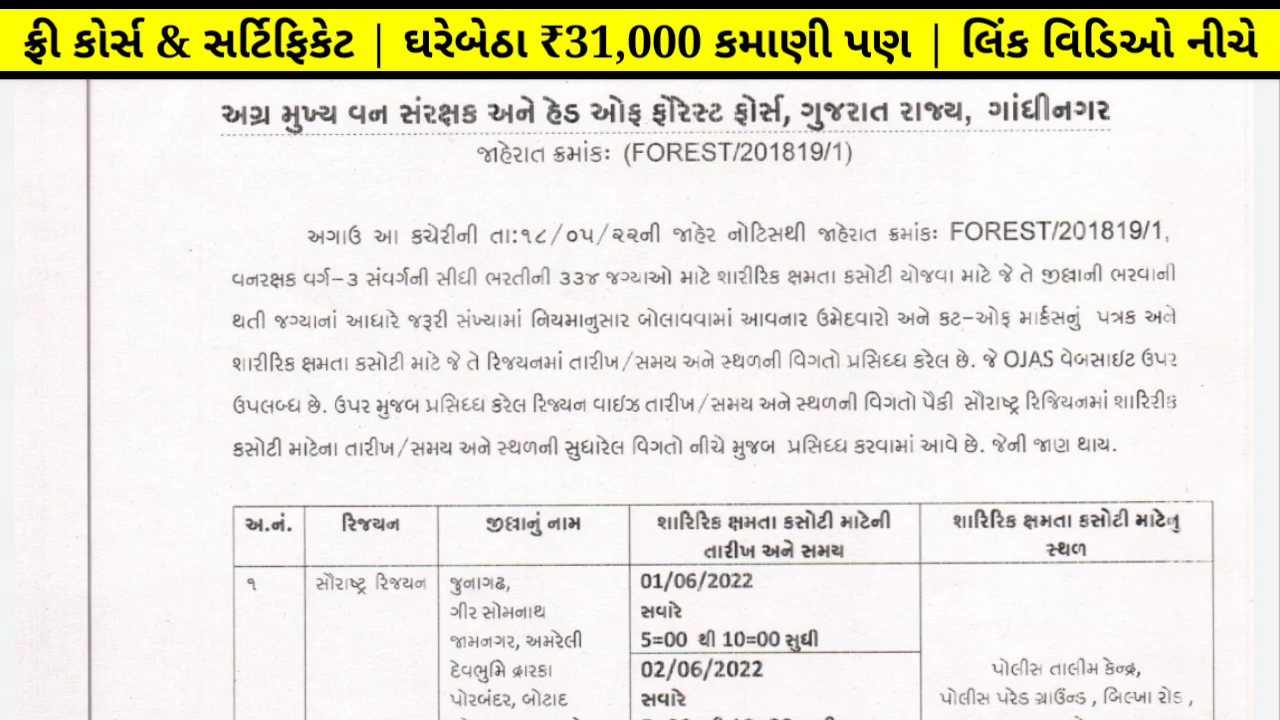 ફ્રી કોર્સ & સર્ટિફિકેટ | ઘરેબેઠા ₹31,000 કમાણી પણ | લિંક વિડિઓ નીચે
અગ્ર મુખ્ય વન સંરક્ષક અને હેડ ઓફ ફોરેસ્ટ ફોર્સ, ગુજરાત રાજ્ય, ગાંધીનગર
જાહેરાત ક્રમાંકઃ (FOREST/201819/1)
અગાઉ આ કચેરીની તા:૧૮/૦૫/૨૨ની જાહેર નોટિસથી જાહેરાત ક્રમાંકઃ FOREST/201819/1,
વનરક્ષક વર્ગ-૩ સંવર્ગની સીધી ભરતીની ૩૩૪ જગ્યાઓ માટે શારીરિક ક્ષમતા કસોટી યોજવા માટે જે તે જીલ્લાની ભરવાની
થતી જગ્યાનાં આધારે જરૂરી સંખ્યામાં નિયમાનુસાર બોલાવવામાં આવનાર ઉમેદવારો અને કટ-ઓફ માર્કસનું પત્રક અને
શારીરિક ક્ષમતા કસોટી માટે જે તે રિજયનમાં તારીખ/સમય અને સ્થળની વિગતો પ્રસિધ્ધ કરેલ છે. જે OJAS વેબસાઈટ ઉપર
ઉપલબ્ધ છે. ઉપર મુજબ પ્રસિધ્ધ કરેલ રિજ્યન વાઈઝ તારીખ/સમય અને સ્થળની વિગતો પૈકી સૌરાષ્ટ્ર રિજિયનમાં શારિરીક
કસોટી માટેના તારીખ/સમય અને સ્થળની સુધારેલ વિગતો નીચે મુજબ પ્રસિધ્ધ કરવામાં આવે છે. જેની જાણ થાય.
અ.નં. રિજયન જીલ્લાનું નામ શારિરિક ક્ષમતા કસોટી માટેની શારિરિક ક્ષમતા કસોટી માટેનુ
તારીખ અને સમય સ્થળ
૧ સૌરાષ્ટ્ર રિજયન જુનાગઢ, 01/06/2022
ગીર સોમનાથ સવારે
જામનગર, અમરેલી 5=00 થી 10=00 સુધી
દેવભુમિ દ્રારકા 02/06/2022 પોલીસ તાલીમ કેન્દ્ર,
પોરબંદર, બોટાદ સવારે પોલીસ પરેડ ગ્રાઉન્ડ , બિલ્ખા રોડ ,